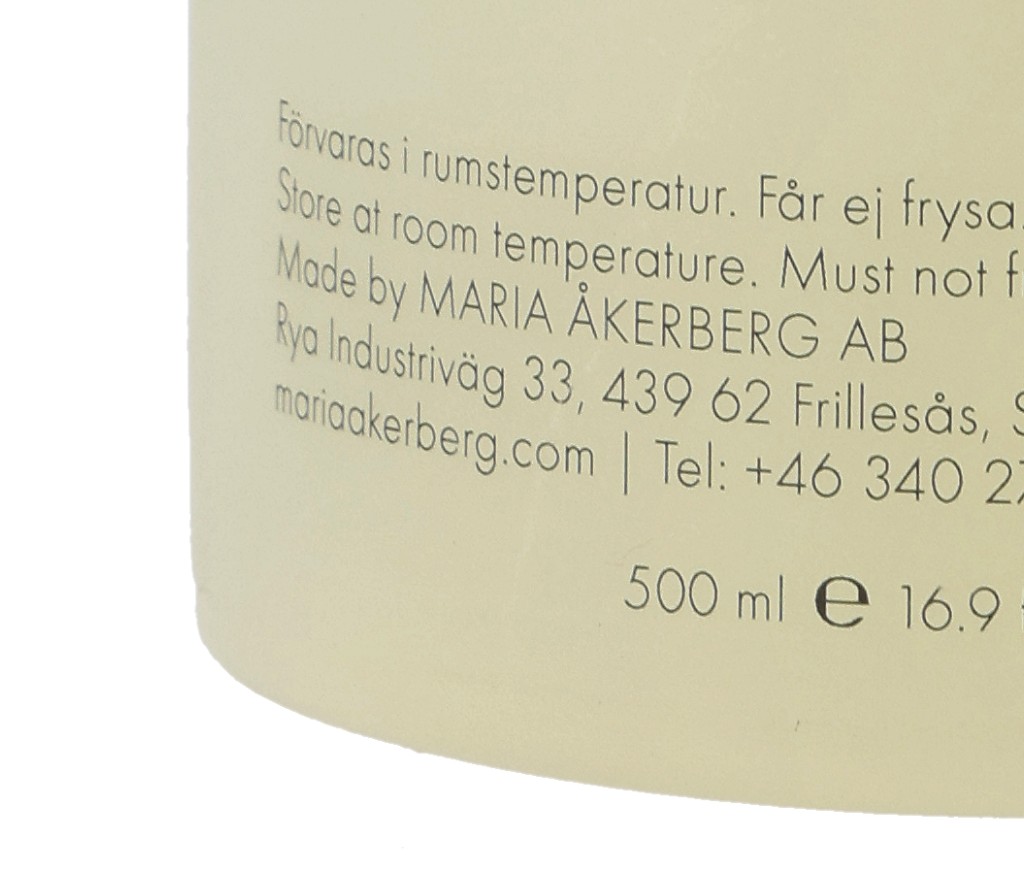 Förvaras i rumstemperatur. Får ej frysa.
Store at room temperature. Must not f
Made by MARIA ÅKERBERG AB
Rya Industriväg 33, 439 62 Frillesås, S
mariaakerberg.com | Tel: +46 340 27
500 ml e 16.9